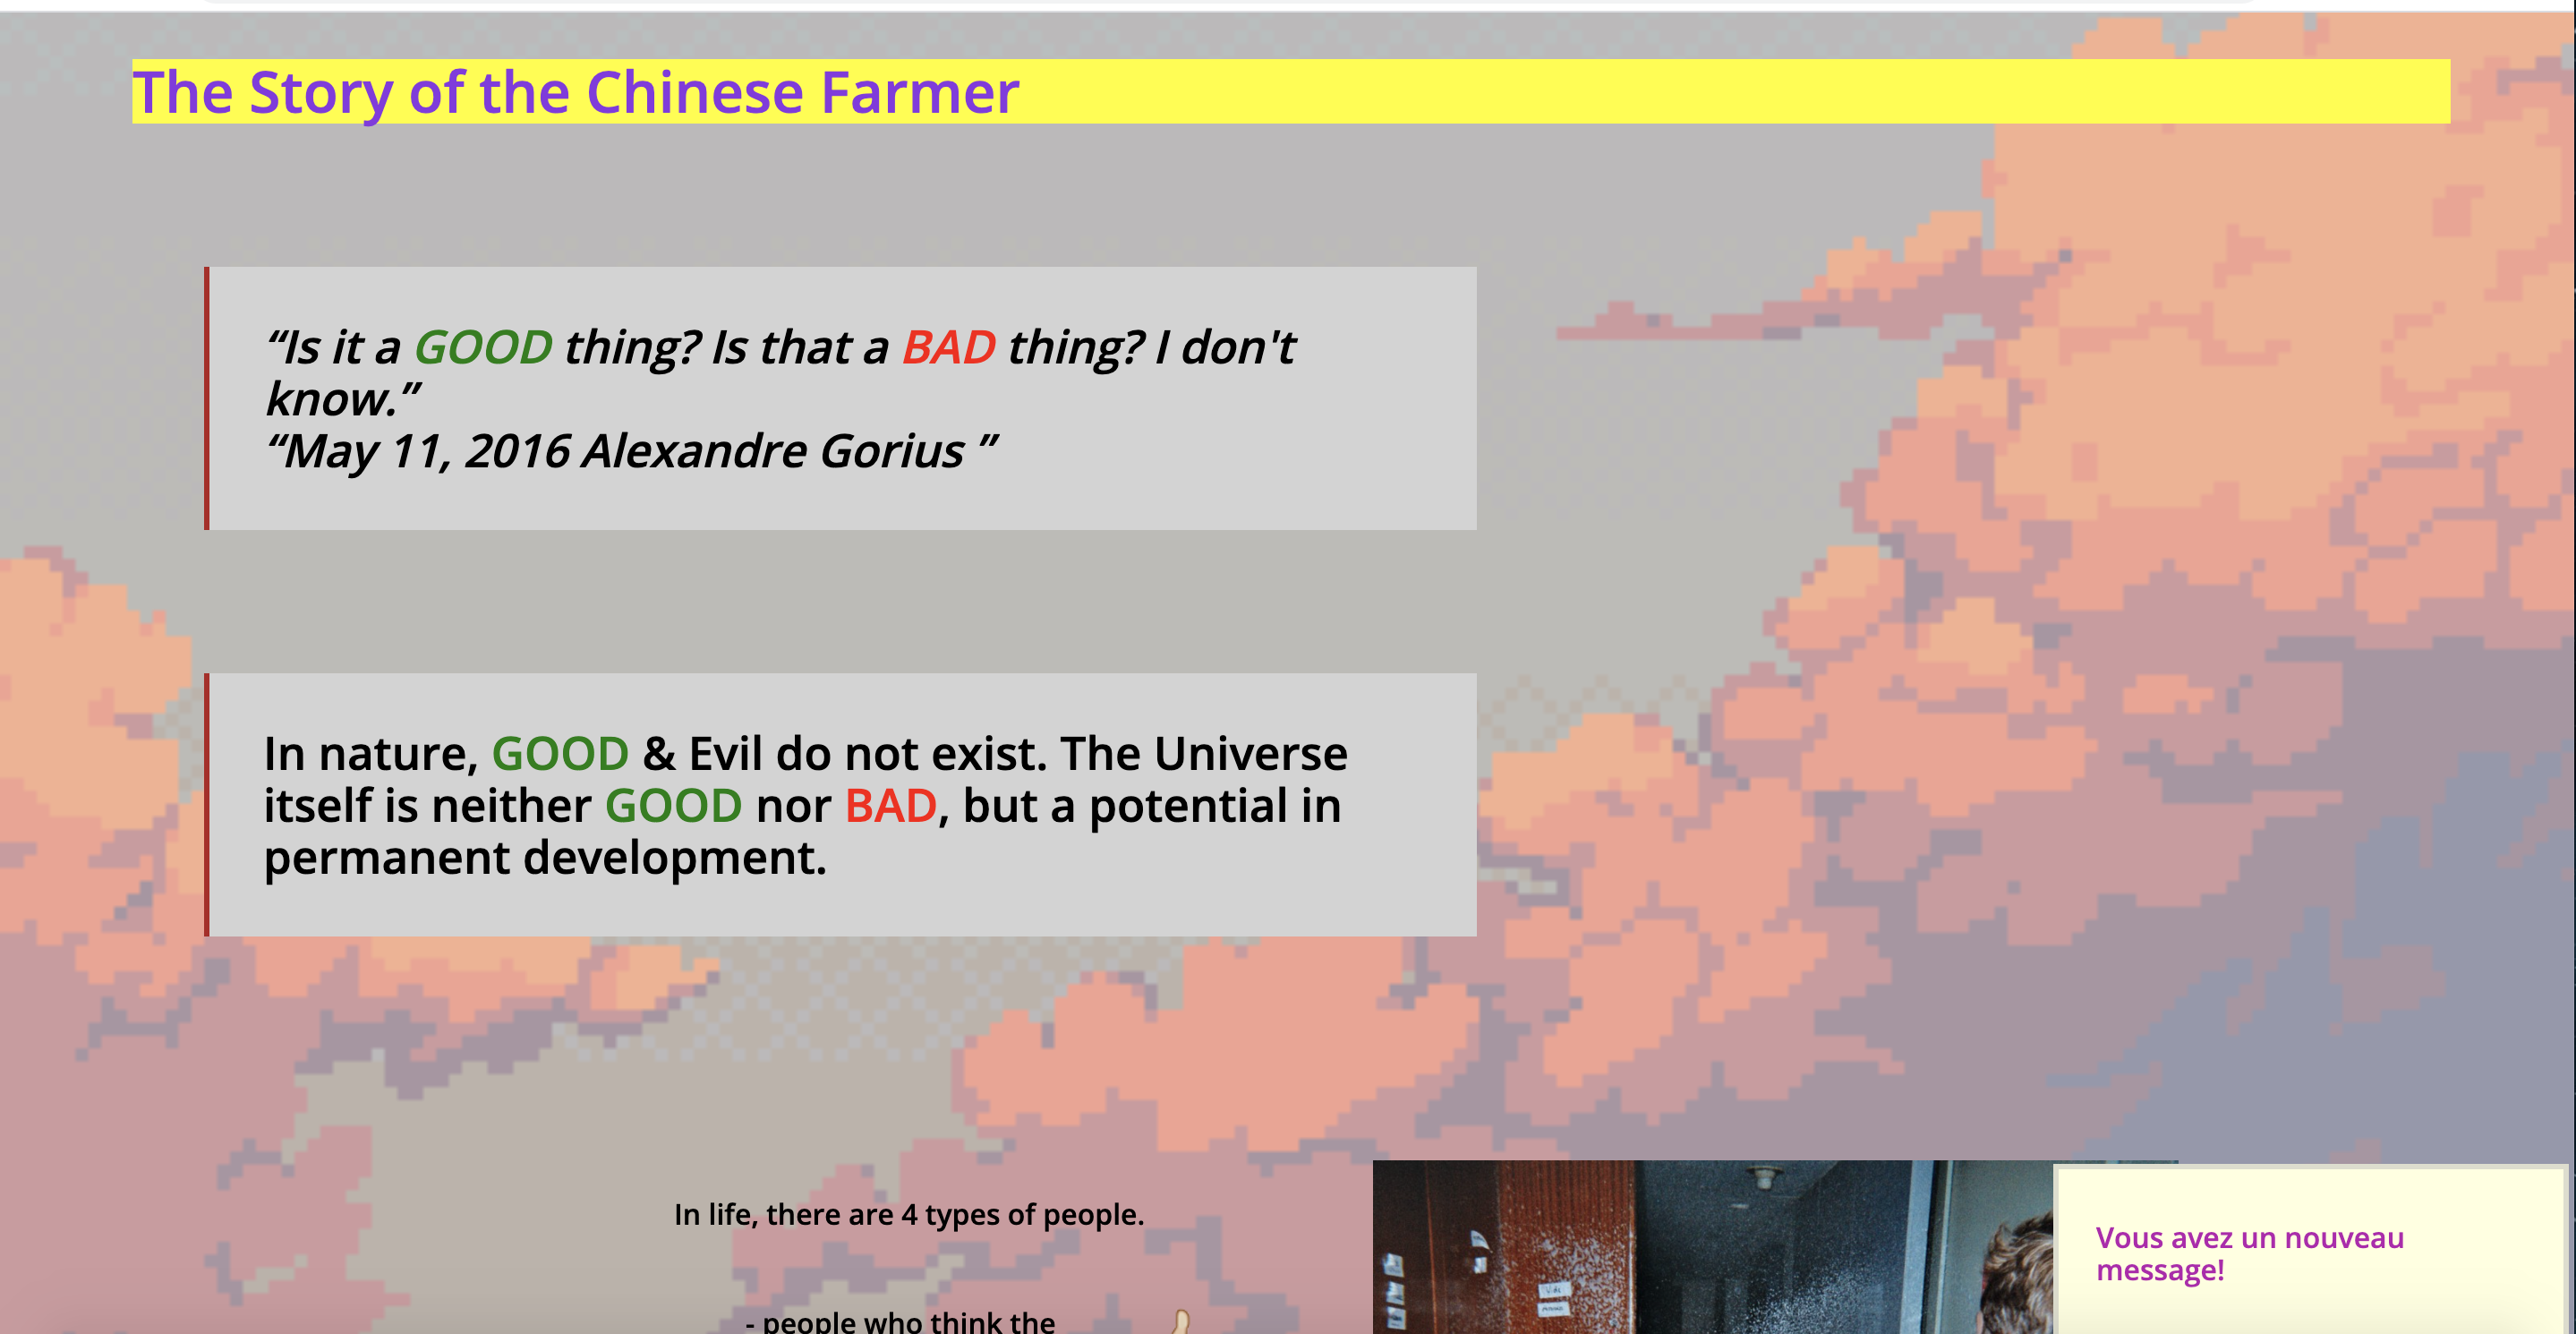 The Story of the Chinese Farmer
“Is it a GOOD thing? Is that a BAD thing? I don't
know.”
“May 11, 2016 Alexandre Gorius ”
In nature, GOOD & Evil do not exist. The Universe
itself is neither GOOD nor BAD, but a potential in
permanent development.
In life, there are 4 types of people.
- people who think the
Vous avez un nouveau
message!